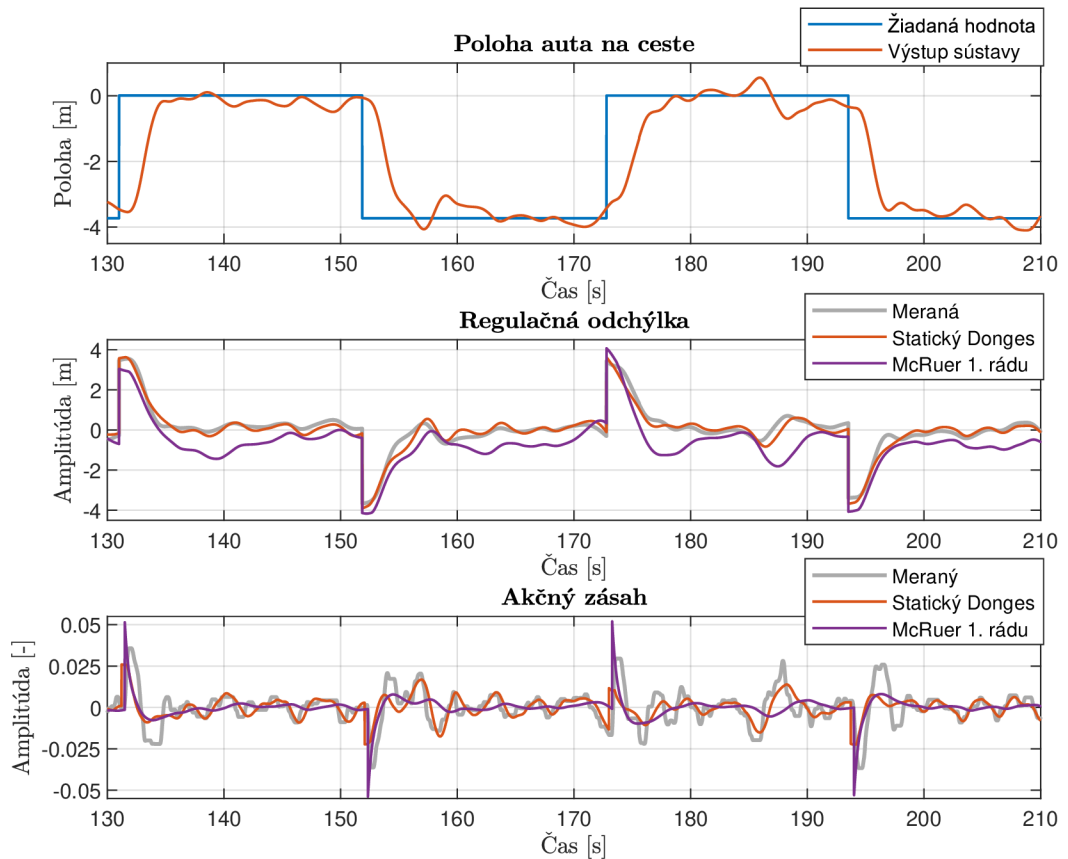 Poloha auta na ceste
Žiadaná hodnota
Výstup sústavy
Poloha [m]
0
-2
-4
130 140 150 160 170 180 190 200 210
Čas [s]
Regulačná odchýlka
Meraná
Statický Donges
McRuer 1. rádu
Amplitúda [m]
4
2
0
-2
-4
130 140 150 160 170 180 190 200 210
Čas [s]
Akčný zásah
Meraný
Statický Donges
McRuer 1. rádu
Amplitúda [-]
0.05
0.025
0
-0.025
-0.05
130 140 150 160 170 180 190 200 210
Čas [s]